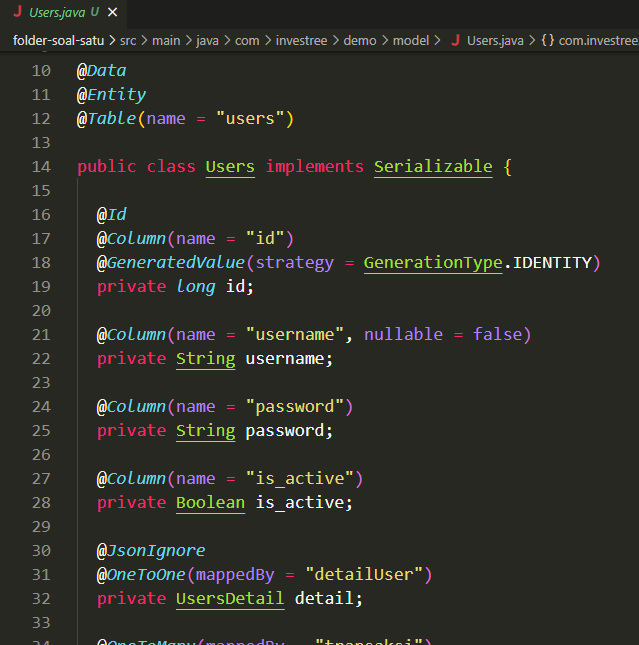 J Users.java U ×
folder-soal-satu > src > main > java > com > investree > demo > model > J Users.java > {} com.investree
10 @Data
11 @Entity
12 @Table(name = "users")
13
14 public class Users implements Serializable {
15
16 @Id
17 @Column(name = "id")
18 @GeneratedValue(strategy = GenerationType.IDENTITY)
19 private long id;
20
21 @Column(name = "username", nullable = false)
22 private String username;
23
24 @Column(name = "password")
25 private String password;
26
27 @Column(name = "is_active")
28 private Boolean is_active;
29
30 @JsonIgnore
31 @OneToOne(mappedBy = "detailUser")
32 private UsersDetail detail;
33
34 @OneToMany(mappedBy = "transaksi")